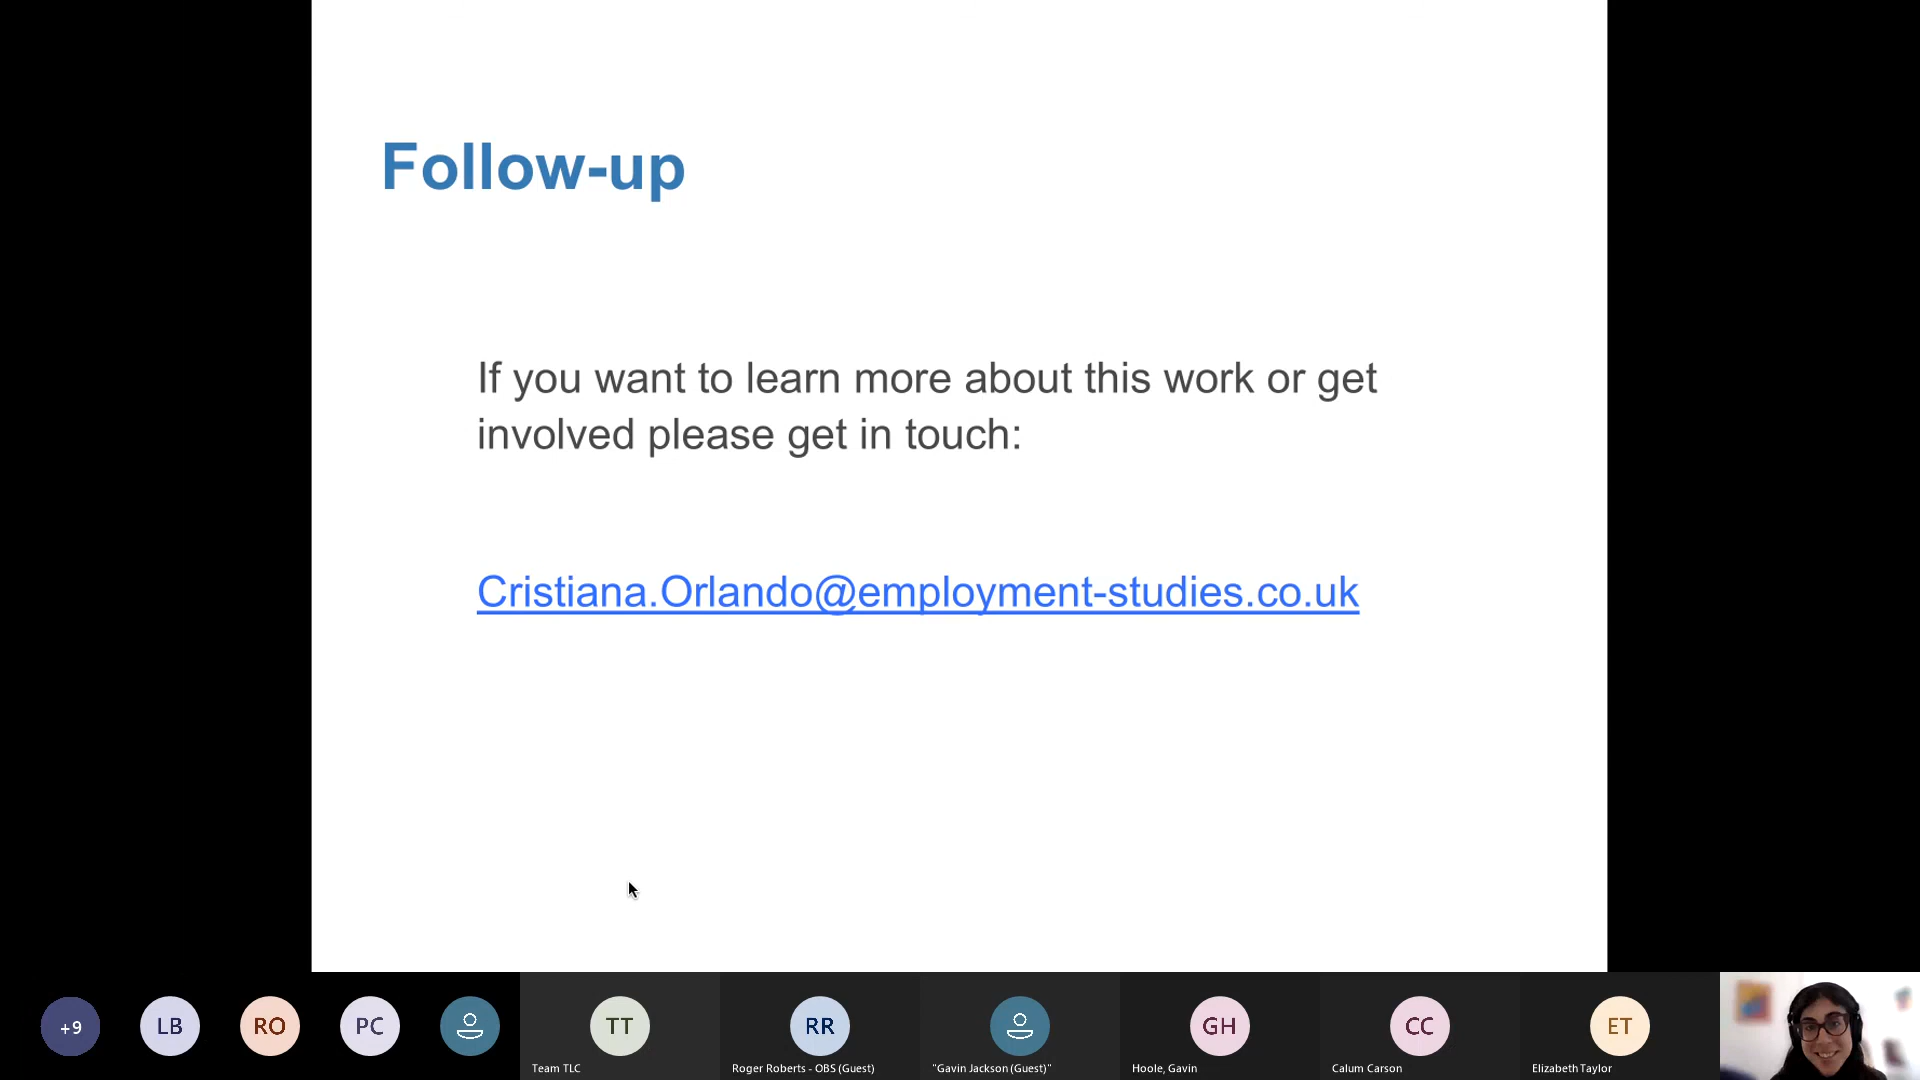 Follow-up
If you want to learn more about this work or get
involved please get in touch:
Cristiana.Orlando@employment-studies.co.uk
+9
LB
RO
PC
TT
RR
GH
CC
ET
Team TLC
Roger Roberts - OBS (Guest)
"Gavin Jackson (Guest)"
Hoole, Gavin
Calum Carson
Elizabeth Taylor